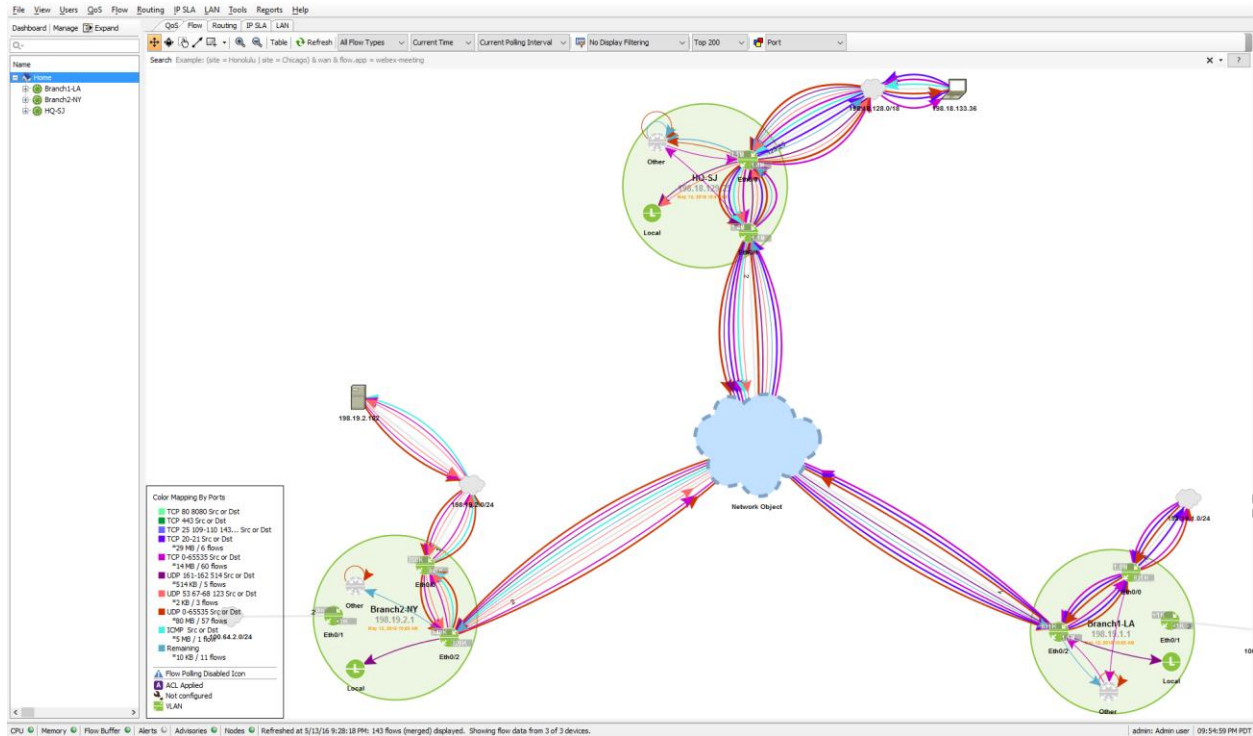 File View Users QoS Flow Routing IP SLA LAN Tools Reports Help
Dashboard Manage Expand
QoS Flow Routing IP SLA LAN
Table Refresh All Flow Types Current Time Current Polling Interval No Display Filtering Top 200 Port
Search Example: (site = Honolulu | site = Chicago) & wan & flow.app = webex-meeting
Name
Home
Branch1-LA
Branch2-NY
HQ-SJ
198.18.133.36
Other
HQ-SJ
Local
198.19.2.102
Network Object
Color Mapping By Ports
TCP 80 8080 Src or Dst
TCP 443 Src or Dst
TCP 25 109-110 143... Src or Dst
TCP 20-21 Src or Dst
*29 MB / 6 flows
TCP 0-65535 Src or Dst
*14 MB / 60 flows
UDP 161-162 514 Src or Dst
*514 KB / 5 flows
UDP 53 67-68 123 Src or Dst
*2 KB / 3 flows
UDP 0-65535 Src or Dst
*80 MB / 57 flows
ICMP Src or Dst
*5 MB / 1 flow
Remaining
*10 KB / 11 flows
Flow Polling Disabled Icon
ACL Applied
Not configured
VLAN
Other
Branch2-NY
198.19.2.1
Eth0/1
Eth0/2
Local
Eth0/0
Branch1-LA
198.19.1.1
Eth0/2
Eth0/1
Local
Other
CPU Memory Flow Buffer Alerts Advisories Nodes Refreshed at 5/13/16 9:28:18 PM: 143 flows (merged) displayed. Showing flow data from 3 of 3 devices.
admin: Admin user 09:54:59 PM PDT